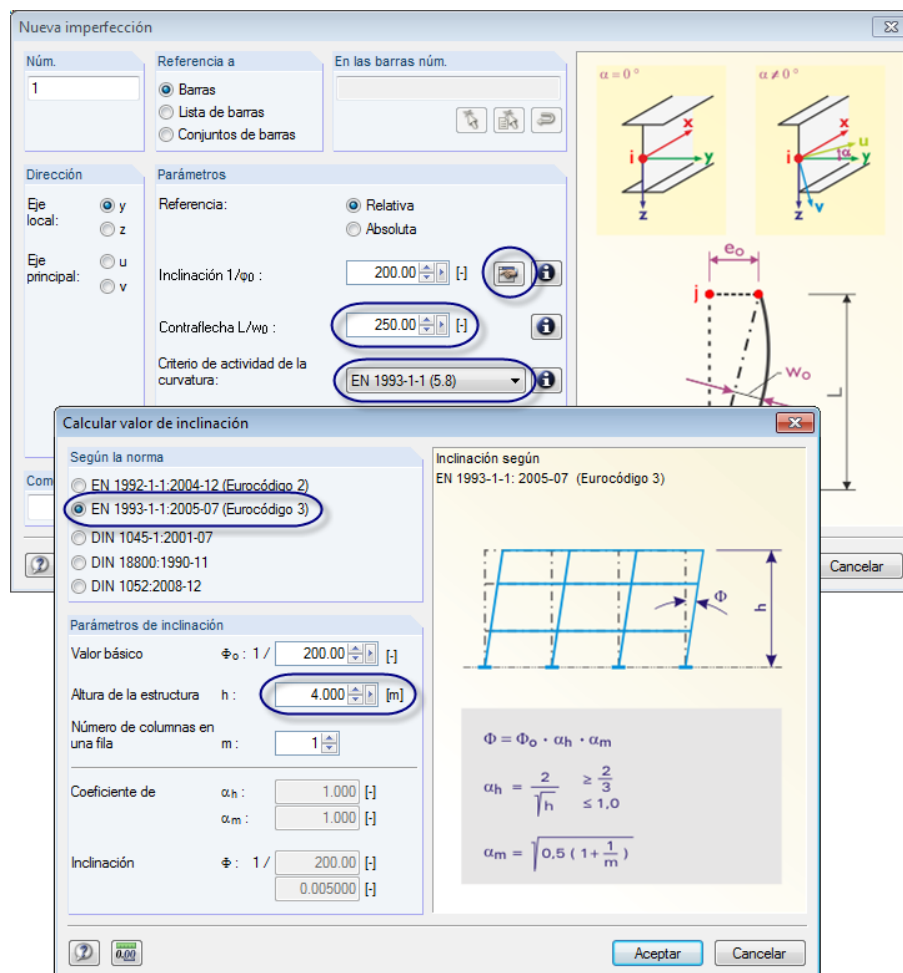 Nueva imperfección
Núm.
1
Referencia a
Barras
Lista de barras
Conjuntos de barras
En las barras núm.
Dirección
Eje local:
y
z
Eje principal:
u
v
Parámetros
Referencia:
Relativa
Absoluta
Inclinación 1/φ0 :
200.00 [-]
Contraflecha L/w0 :
250.00 [-]
Criterio de actividad de la
curvatura:
EN 1993-1-1 (5.8)
Com
Cancelar
α = 0 °
α ≠ 0 °
x
i
y
z
x
u
i
α
y
z
v
e₀
j
w₀
L
Calcular valor de inclinación
Según la norma
EN 1992-1-1:2004-12 (Eurocódigo 2)
EN 1993-1-1:2005-07 (Eurocódigo 3)
DIN 1045-1:2001-07
DIN 18800:1990-11
DIN 1052:2008-12
Parámetros de inclinación
Valor básico Φ₀ : 1 / 200.00 [-]
Altura de la estructura h : 4.000 [m]
Número de columnas en
una fila m : 1
Coeficiente de αh : 1.000 [-]
αm : 1.000 [-]
Inclinación Φ : 1 / 200.00 [-]
0.005000 [-]
Inclinación según
EN 1993-1-1: 2005-07 (Eurocódigo 3)
Φ
h
Φ = Φ₀ · αh · αm
αh = 2/√h ≥ 2/3
≤ 1,0
αm = √(0,5 ( 1 + 1/m ))
0.00
Aceptar
Cancelar